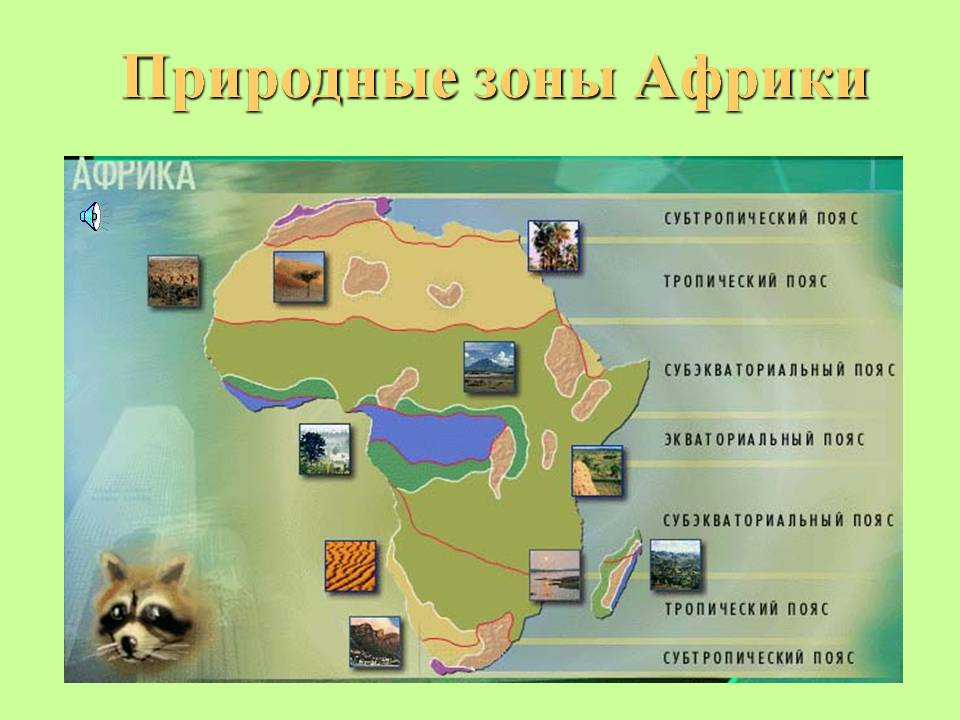 Природные зоны Африки
АФРИКА
СУБТРОПИЧЕСКИЙ ПОЯС
ТРОПИЧЕСКИЙ ПОЯС
СУБЭКВАТОРИАЛЬНЫЙ ПОЯС
ЭКВАТОРИАЛЬНЫЙ ПОЯС
СУБЭКВАТОРИАЛЬНЫЙ ПОЯС
ТРОПИЧЕСКИЙ ПОЯС
СУБТРОПИЧЕСКИЙ ПОЯС